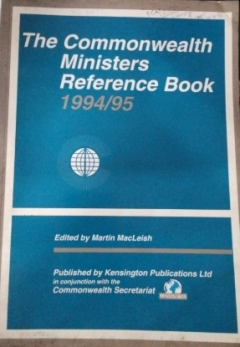 The Commonwealth
Ministers
Reference Book
1994/95
Edited by Martin MacLeish
Published by Kensington Publications Ltd
in conjunction with the
Commonwealth Secretariat